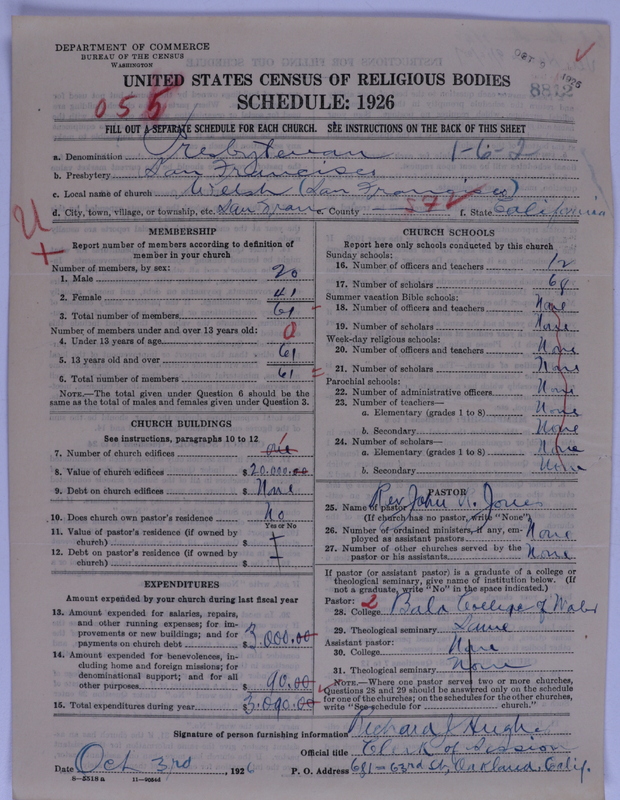 DEPARTMENT OF COMMERCE
BUREAU OF THE CENSUS
WASHINGTON
OCT 5 1926
8812
UNITED STATES CENSUS OF RELIGIOUS BODIES
SCHEDULE: 1926
055
FILL OUT A SEPARATE SCHEDULE FOR EACH CHURCH. SEE INSTRUCTIONS ON THE BACK OF THIS SHEET
a. Denomination Presbyterian 1-6-2
b. Presbytery San Francisco
c. Local name of church Welsh (San Francisco)
d. City, town, village, or township, etc. San Fran e. County 57 f. State California
U
MEMBERSHIP
Report number of members according to definition of member in your church
Number of members, by sex:
1. Male 20
2. Female 41
3. Total number of members 61
Number of members under and over 13 years old:
4. Under 13 years of age 0
5. 13 years old and over 61
6. Total number of members 61
NOTE.—The total given under Question 6 should be the same as the total of males and females given under Question 3.
CHURCH BUILDINGS
See instructions, paragraphs 10 to 12
7. Number of church edifices one
8. Value of church edifices $20.000.00
9. Debt on church edifices $ None
10. Does church own pastor's residence No
Yes or No
11. Value of pastor's residence (if owned by church) $
12. Debt on pastor's residence (if owned by church) $
EXPENDITURES
Amount expended by your church during last fiscal year
13. Amount expended for salaries, repairs, and other running expenses; for improvements or new buildings; and for payments on church debt $3.000.00
14. Amount expended for benevolences, including home and foreign missions; for denominational support; and for all other purposes $ 90.00
15. Total expenditures during year $3.090.00
CHURCH SCHOOLS
Report here only schools conducted by this church
Sunday schools:
16. Number of officers and teachers 12
17. Number of scholars 68
Summer vacation Bible schools:
18. Number of officers and teachers None
19. Number of scholars None
Week-day religious schools:
20. Number of officers and teachers None
21. Number of scholars None
Parochial schools:
22. Number of administrative officers None
23. Number of teachers—
a. Elementary (grades 1 to 8) None
b. Secondary None
24. Number of scholars—
a. Elementary (grades 1 to 8) None
b. Secondary None
PASTOR
25. Name of pastor Rev John R. Jones
(If church has no pastor, write "None")
26. Number of ordained ministers, if any, employed as assistant pastors None
27. Number of other churches served by the pastor or his assistants None
If pastor (or assistant pastor) is a graduate of a college or theological seminary, give name of institution below. (If not a graduate, write "No" in the space indicated.)
Pastor: 2
28. College Bala College of Wales
29. Theological seminary Same
Assistant pastor:
30. College None
31. Theological seminary None
NOTE.—Where one pastor serves two or more churches, Questions 28 and 29 should be answered only on the schedule for one of the churches; on the schedules for the other churches, write "See schedule for church."
Signature of person furnishing information Richard J Hughes
Official title Clerk of Session
Date Oct 3rd, 1926 P. O. Address 681-63rd St, Oakland, Calif.
8—5518 a 11—9056d